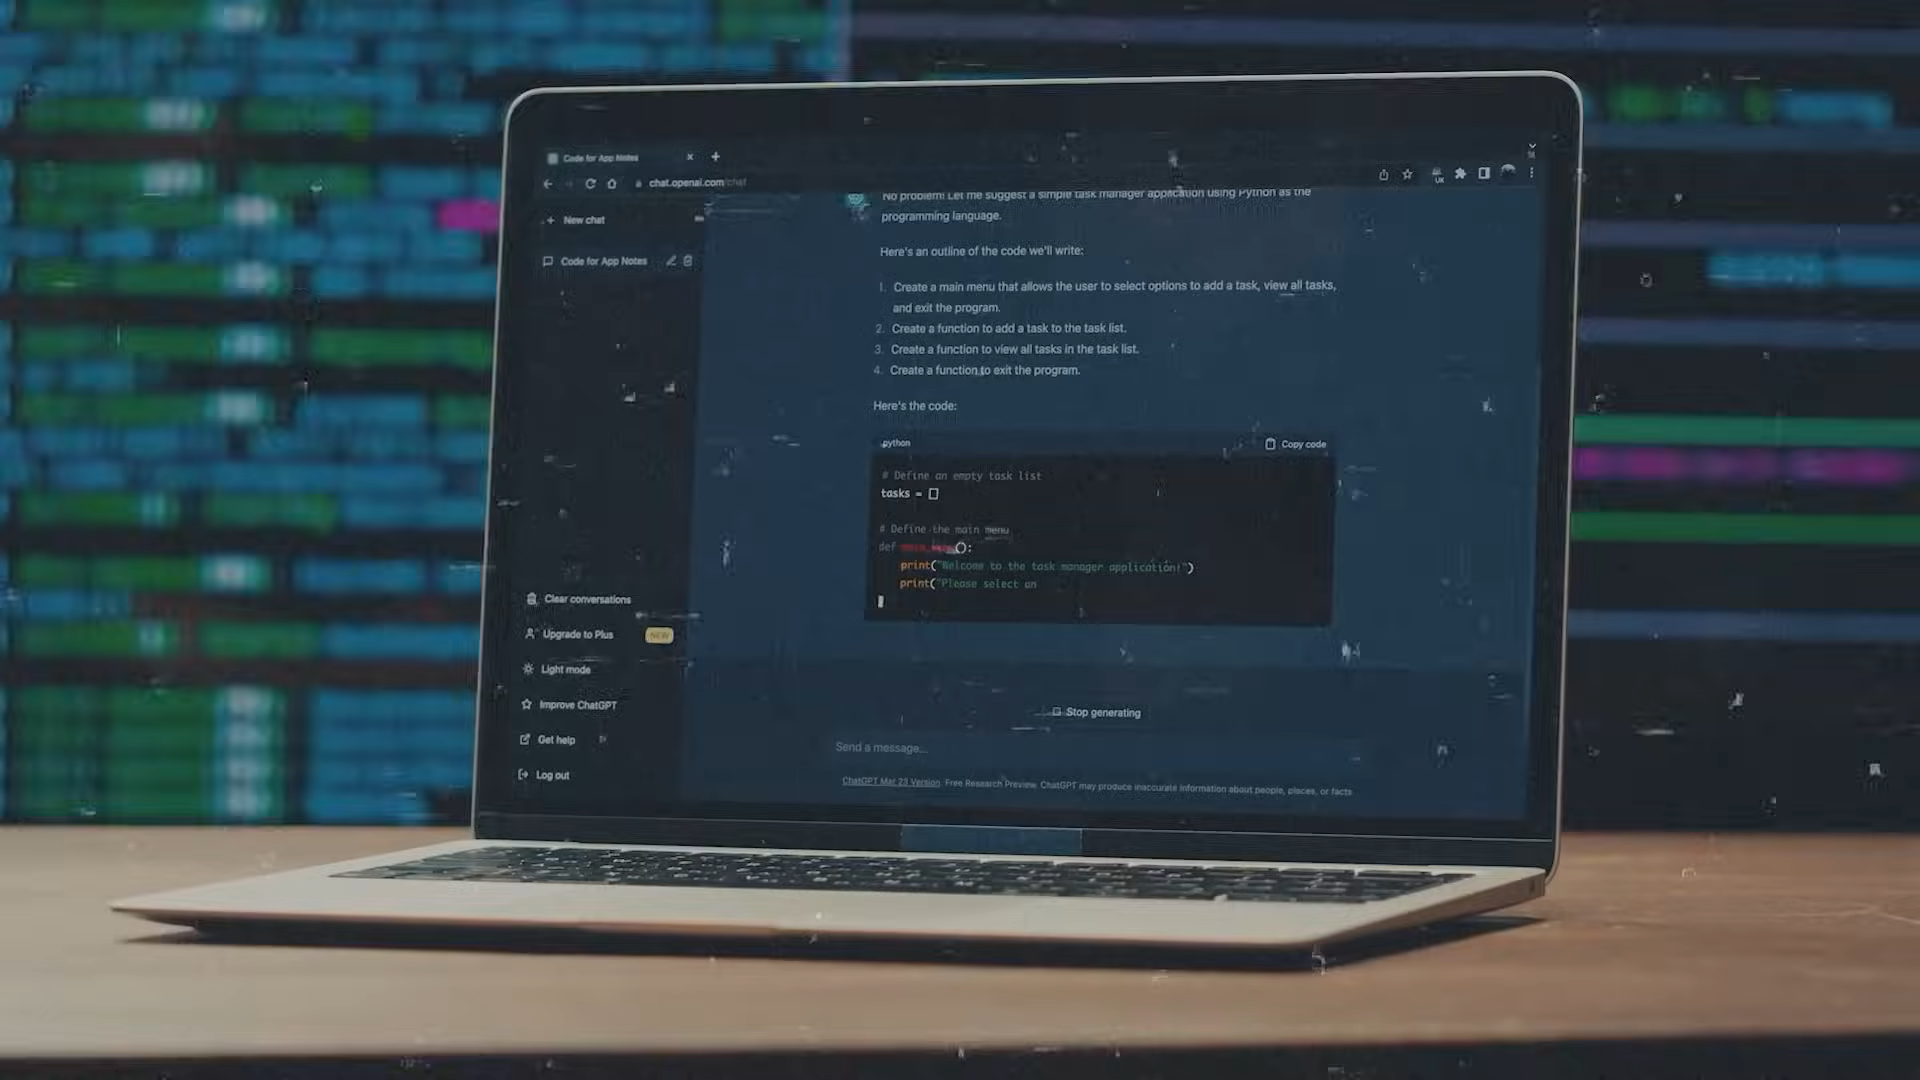 Code for App Notes
chat.openai.com/chat
New chat
Code for App Notes
No problem! Let me suggest a simple task manager application using Python as the
programming language.
Here's an outline of the code we'll write:
1. Create a main menu that allows the user to select options to add a task, view all tasks,
and exit the program.
2. Create a function to add a task to the task list.
3. Create a function to view all tasks in the task list.
4. Create a function to exit the program.
Here's the code:
python
Copy code
# Define an empty task list
tasks = []
# Define the main menu
def main_menu():
print("Welcome to the task manager application!")
print("Please select an
Clear conversations
Upgrade to Plus
NEW
Light mode
Improve ChatGPT
Get help
Log out
Stop generating
Send a message...
ChatGPT Mar 23 Version. Free Research Preview. ChatGPT may produce inaccurate information about people, places, or facts